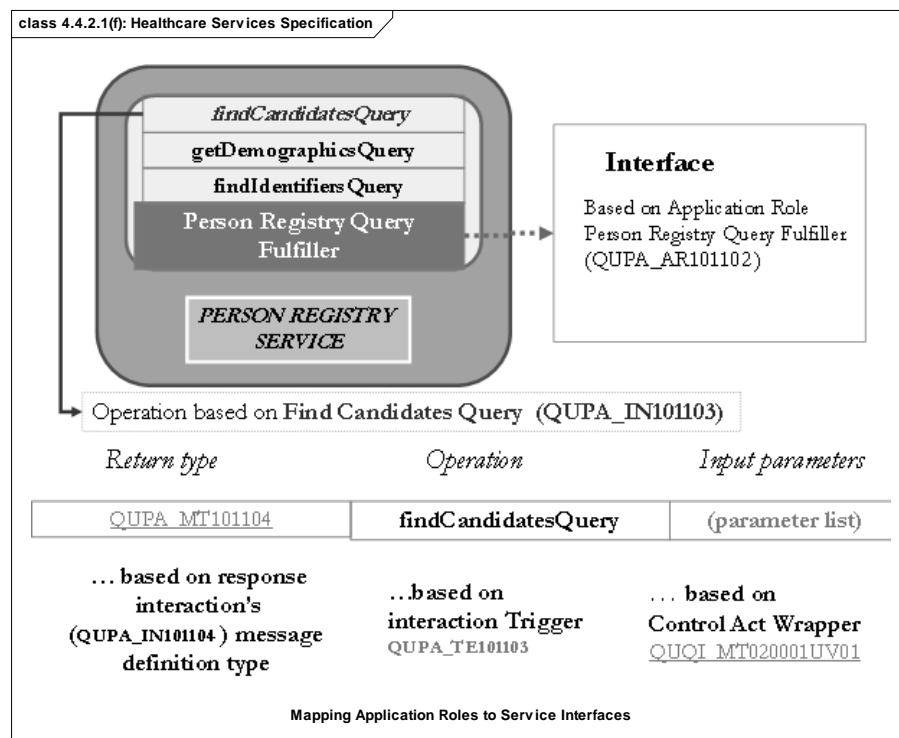 class 4.4.2.1(f): Healthcare Services Specification
findCandidatesQuery
getDemographicsQuery
findIdentifiersQuery
Person Registry Query
Fulfiller
PERSON REGISTRY
SERVICE
Interface
Based on Application Role
Person Registry Query Fulfiller
(QUPA_AR101102)
Operation based on Find Candidates Query (QUPA_IN101103)
Return type
Operation
Input parameters
QUPA_MT101104
findCandidatesQuery
(parameter list)
… based on response
interaction's
(QUPA_IN101104) message
definition type
...based on
interaction Trigger
QUPA_TE101103
… based on
Control Act Wrapper
QUQI_MT020001UV01
Mapping Application Roles to Service Interfaces